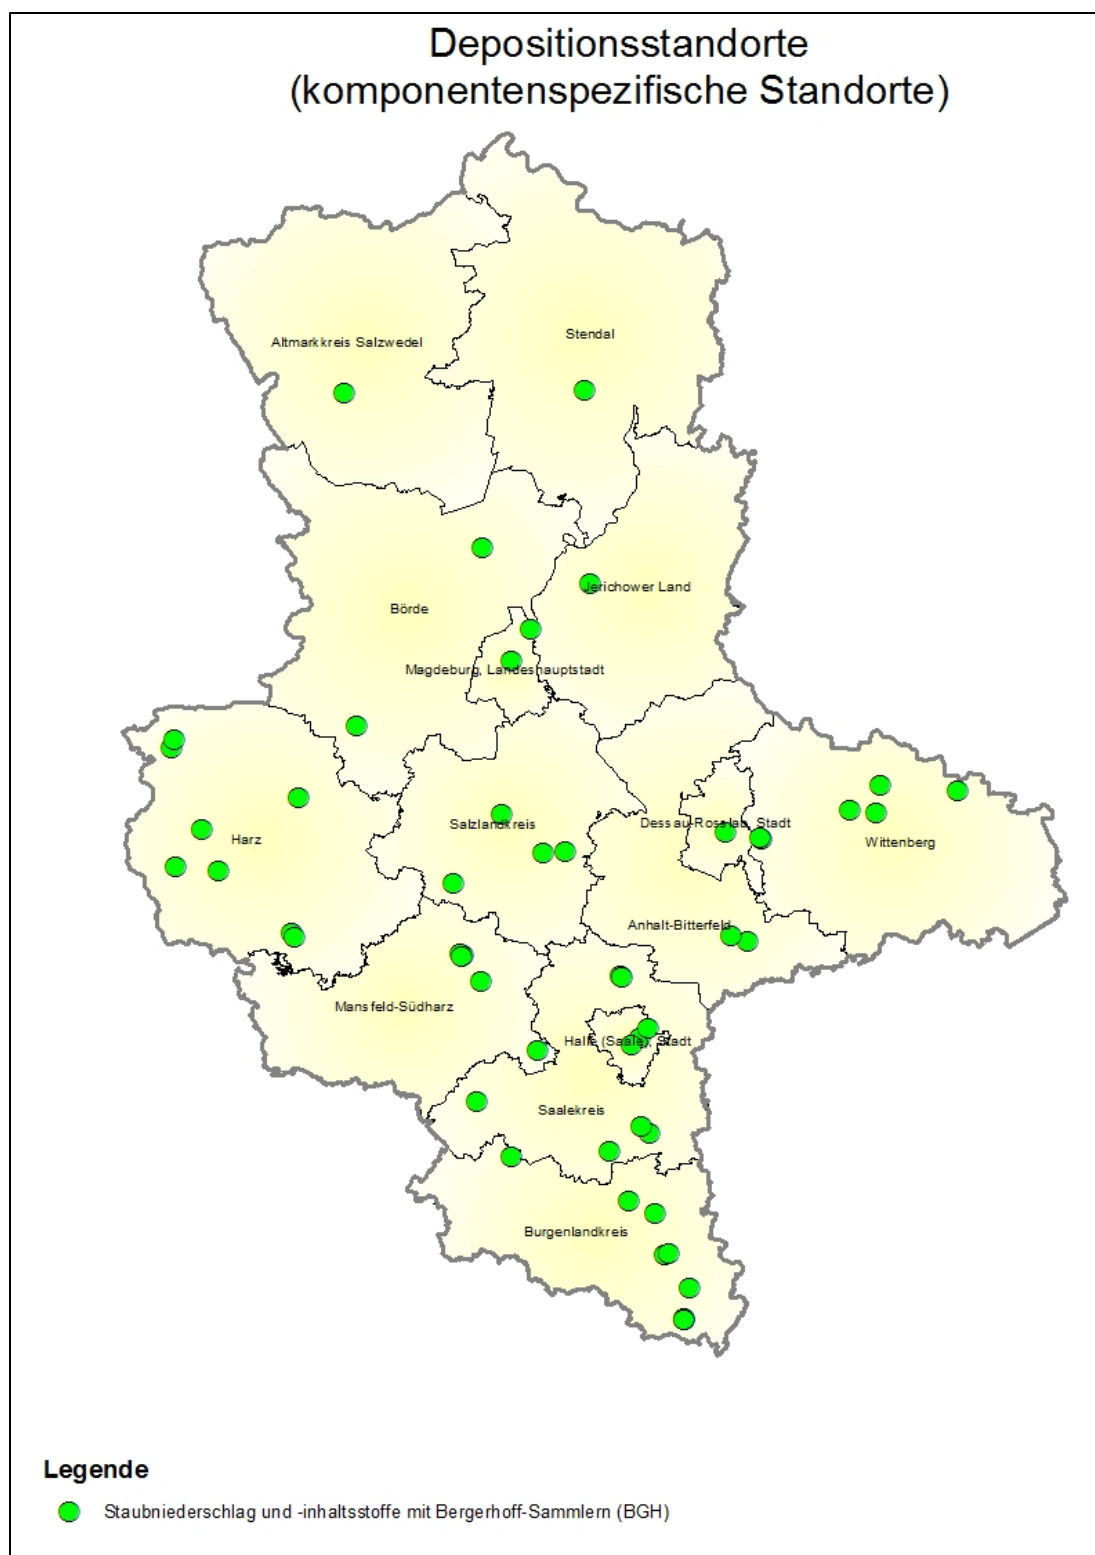 Depositionsstandorte
(komponentenspezifische Standorte)
Stendal
Altmarkkreis Salzwedel
Jerichower Land
Börde
Magdeburg, Landeshauptstadt
Salzlandkreis
Dessau-Rosslau, Stadt
Harz
Wittenberg
Anhalt-Bitterfeld
Mansfeld-Südharz
Halle (Saale), Stadt
Saalekreis
Burgenlandkreis
Legende
Staubniederschlag und -inhaltsstoffe mit Bergerhoff-Sammlern (BGH)